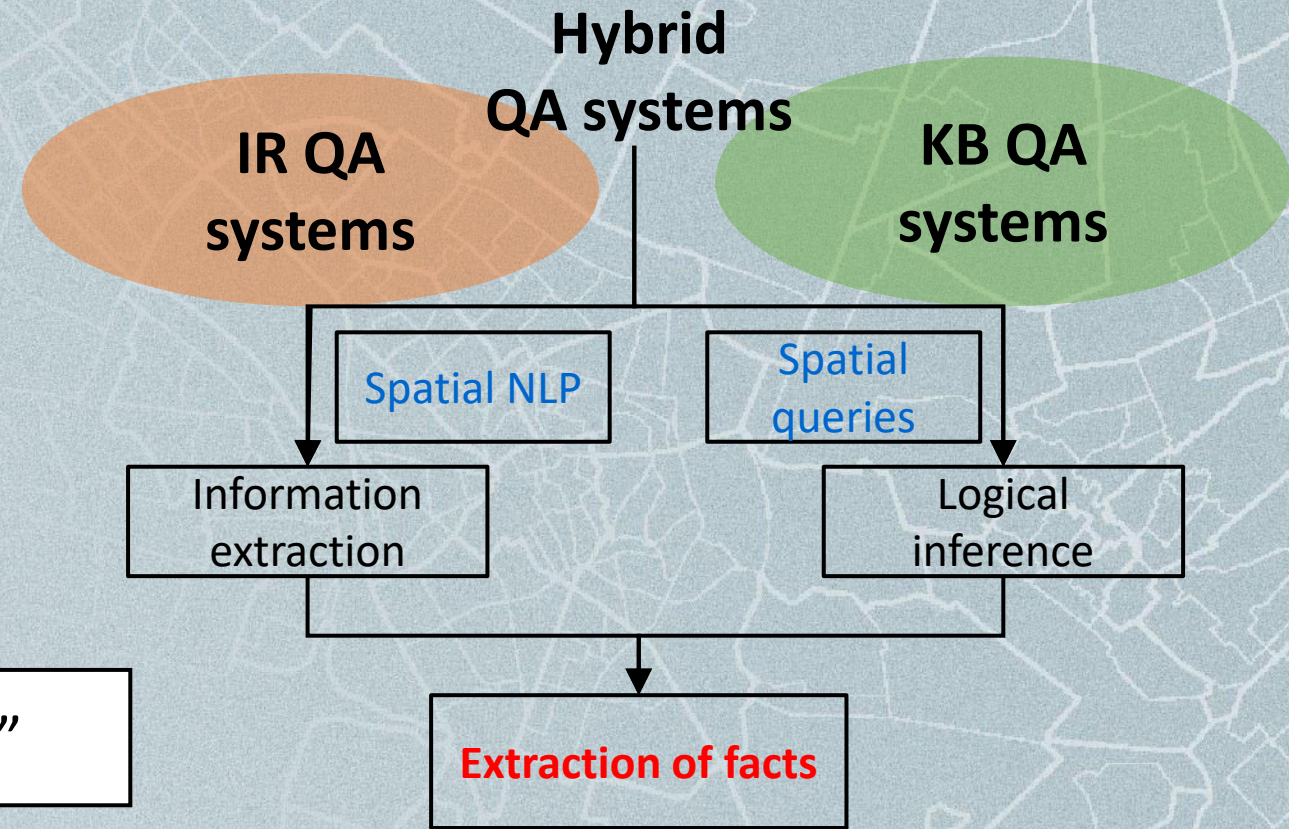 Hybrid
QA systems
IR QA
systems
KB QA
systems
Spatial NLP
Spatial
queries
Information
extraction
Logical
inference
”
Extraction of facts